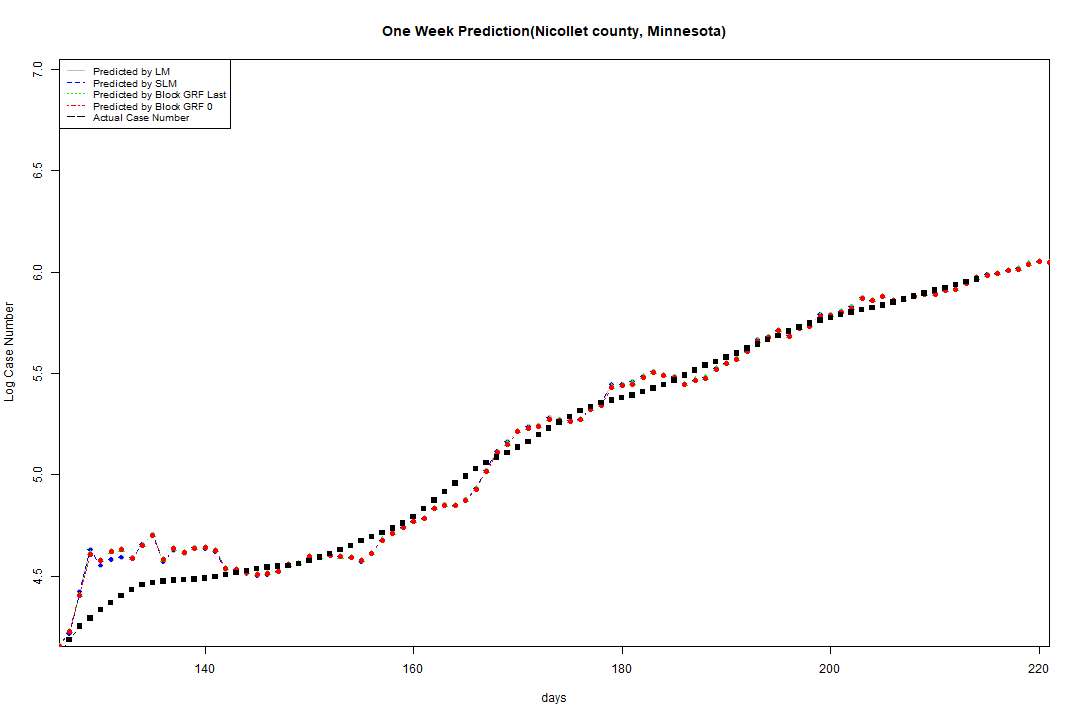 One Week Prediction(Nicollet county, Minnesota)
Predicted by LM
Predicted by SLM
Predicted by Block GRF Last
Predicted by Block GRF 0
Actual Case Number
7.0
6.5
6.0
5.5
5.0
4.5
Log Case Number
140 160 180 200 220
days